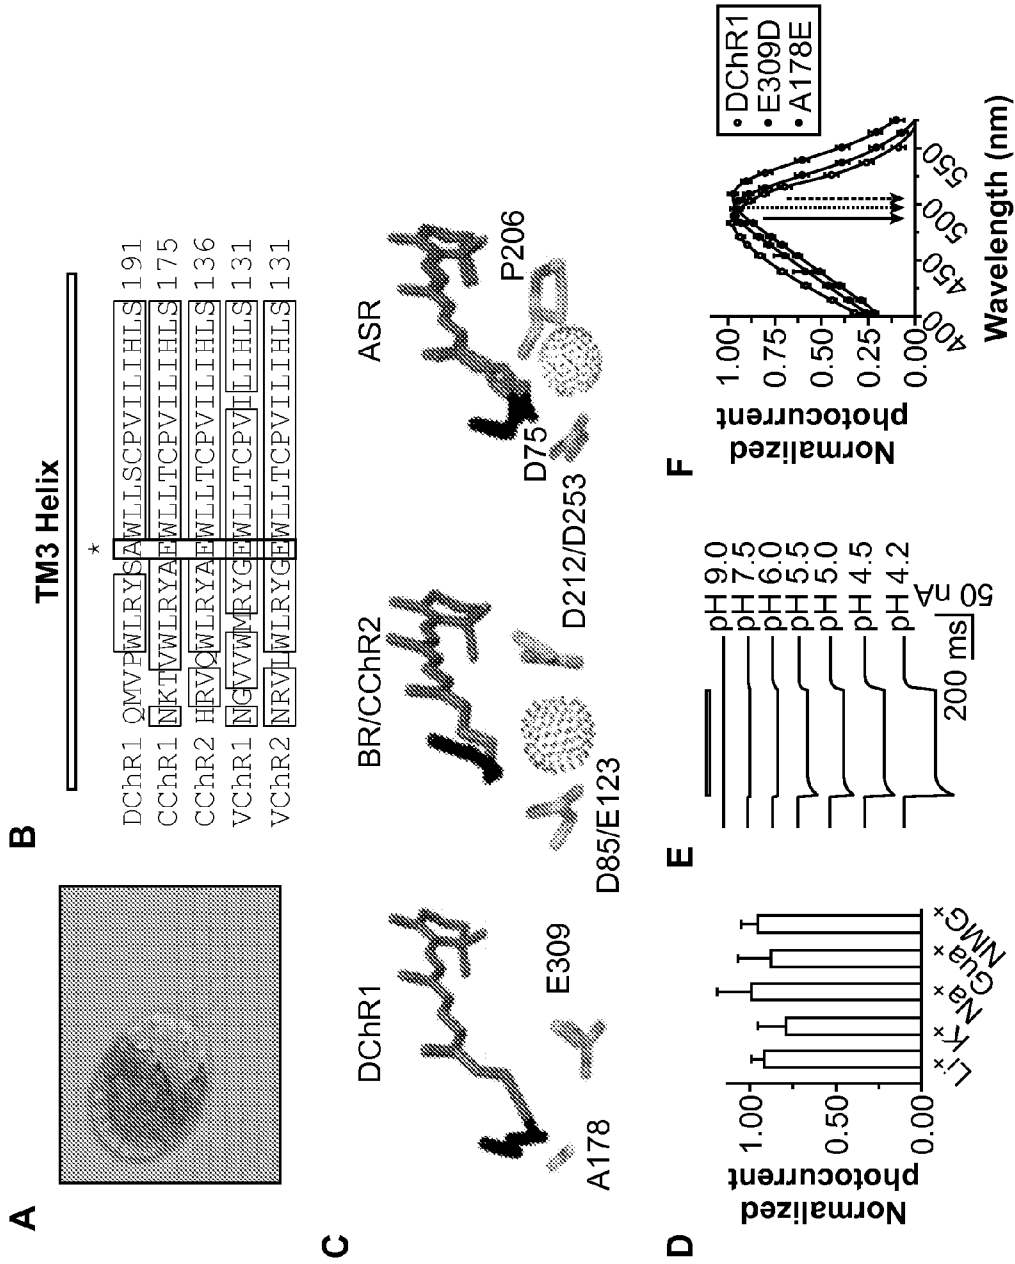 A
B
TM3 Helix
*
DChR1 QMVPWLRYSAWLLSCPVILIHLS 191
CChR1 NKTVWLRYAEWLLTCPVILIHLS 175
CChR2 HRVQWLRYAEWLLTCPVILIHLS 136
VChR1 NGVVWMRYGEWLLTCPVILIHLS 131
VChR2 NRVLWLRYGEWLLTCPVILIHLS 131
C
DChR1
A178
E309
BR/CChR2
D85/E123
D212/D253
ASR
D75
P206
D
Normalized
photocurrent
1.00
0.50
0.00
Li+
K+
Na+
Gua+
NMG+
E
pH 9.0
pH 7.5
pH 6.0
pH 5.5
pH 5.0
pH 4.5
pH 4.2
200 ms
50 nA
F
Normalized
photocurrent
1.00
0.75
0.50
0.25
0.00
400
450
500
550
Wavelength (nm)
DChR1
E309D
A178E